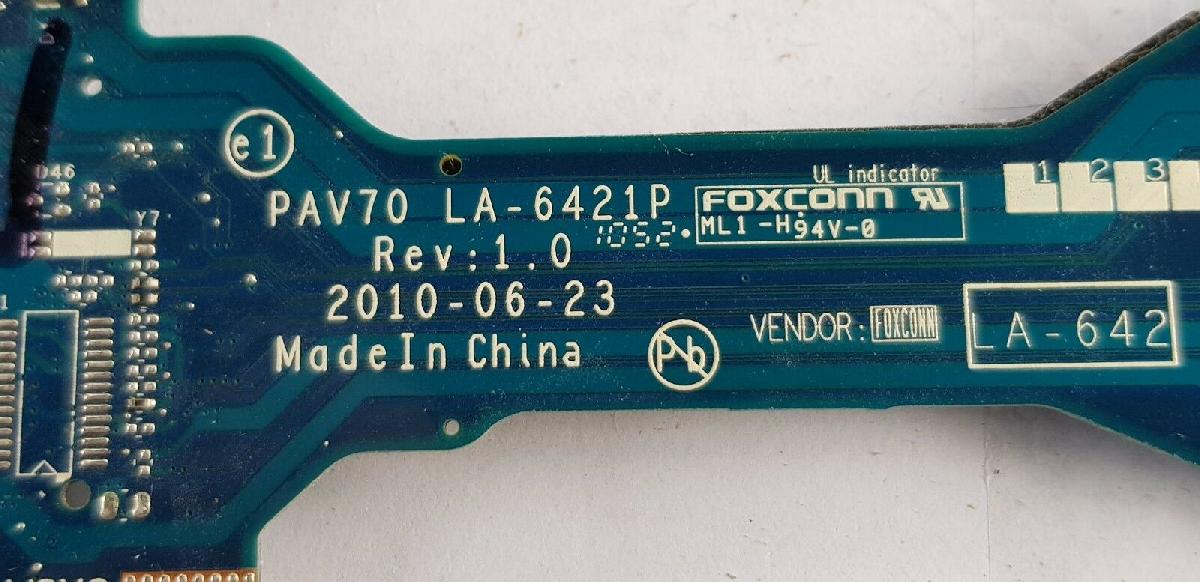 D46
Y7
e1
PAV70 LA-6421P
1052.
Rev:1.0
2010-06-23
MadeIn China
Pb
UL indicator
FOXCONN
ML1-H
94V-0
1 2 3
VENDOR: FOXCONN
LA-642